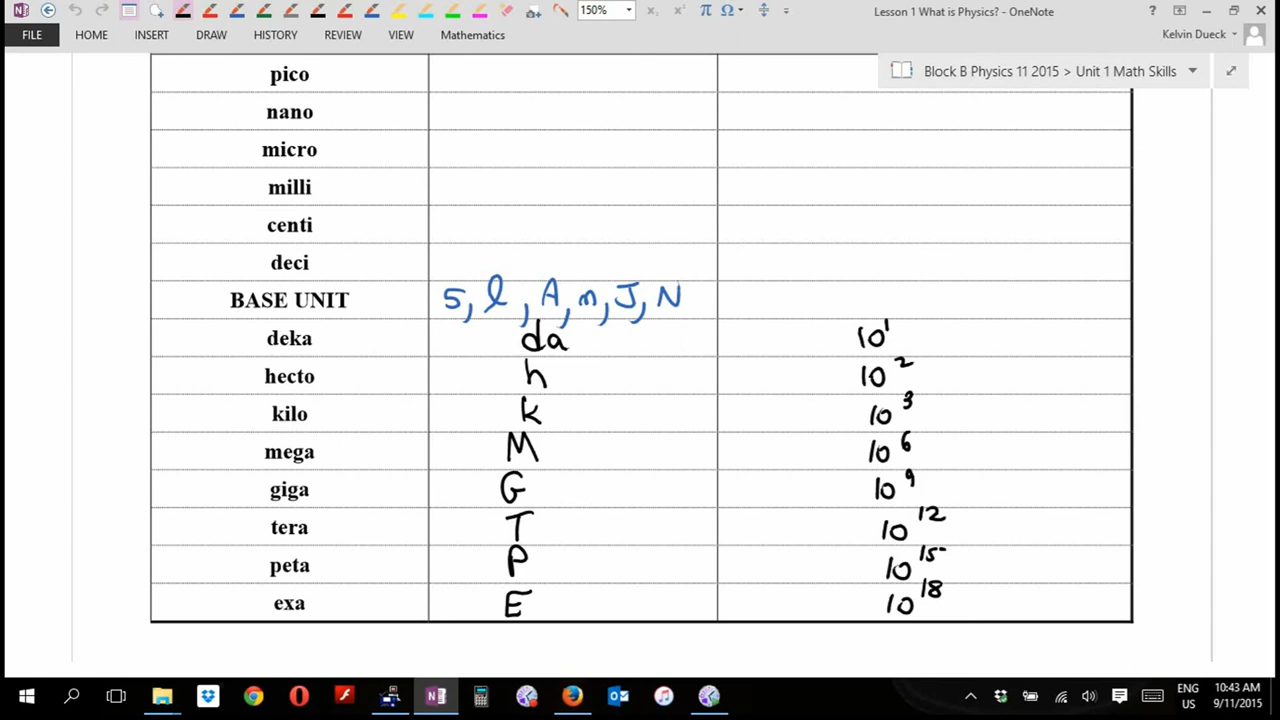 150%
Lesson 1 What is Physics? - OneNote
FILE HOME INSERT DRAW HISTORY REVIEW VIEW Mathematics
Kelvin Dueck
Block B Physics 11 2015 > Unit 1 Math Skills
pico
nano
micro
milli
centi
deci
BASE UNIT s, l, A, m, J, N
deka da 10¹
hecto h 10²
kilo k 10³
mega M 10⁶
giga G 10⁹
tera T 10¹²
peta P 10¹⁵
exa E 10¹⁸
ENG 10:43 AM
US 9/11/2015